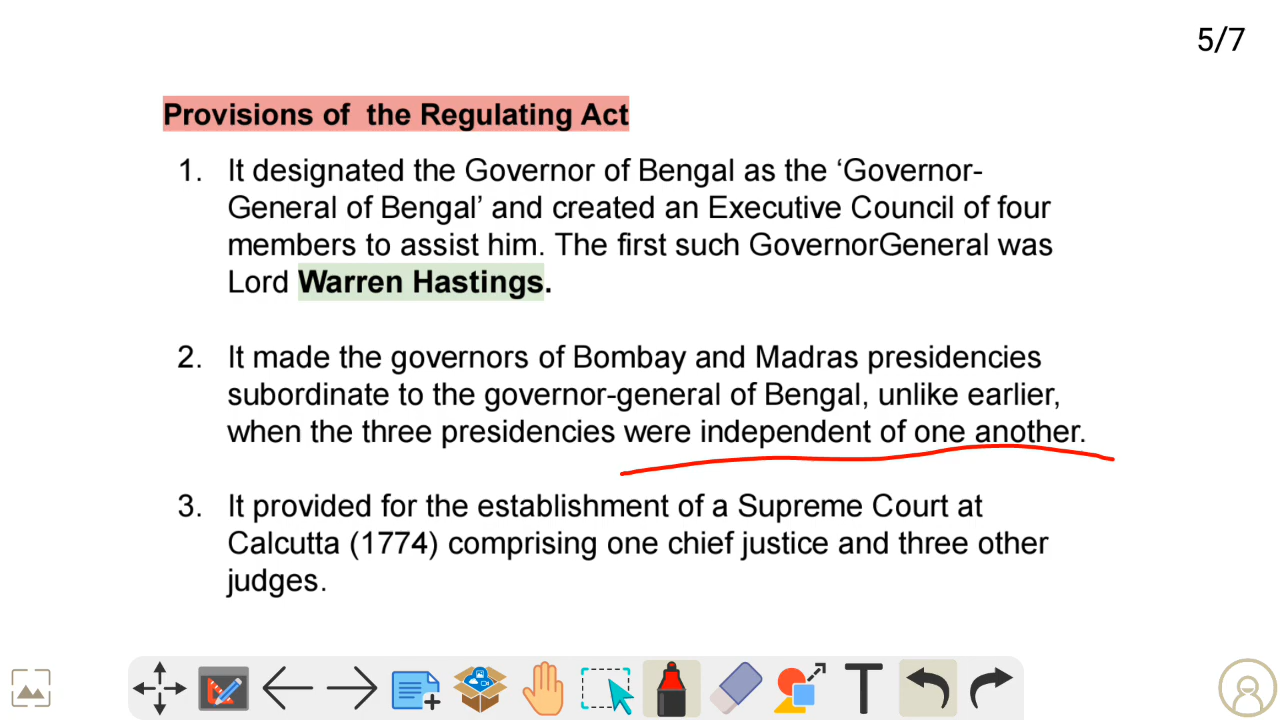 5/7
Provisions of the Regulating Act
1. It designated the Governor of Bengal as the ‘Governor-
General of Bengal’ and created an Executive Council of four
members to assist him. The first such GovernorGeneral was
Lord Warren Hastings.
2. It made the governors of Bombay and Madras presidencies
subordinate to the governor-general of Bengal, unlike earlier,
when the three presidencies were independent of one another.
3. It provided for the establishment of a Supreme Court at
Calcutta (1774) comprising one chief justice and three other
judges.
T